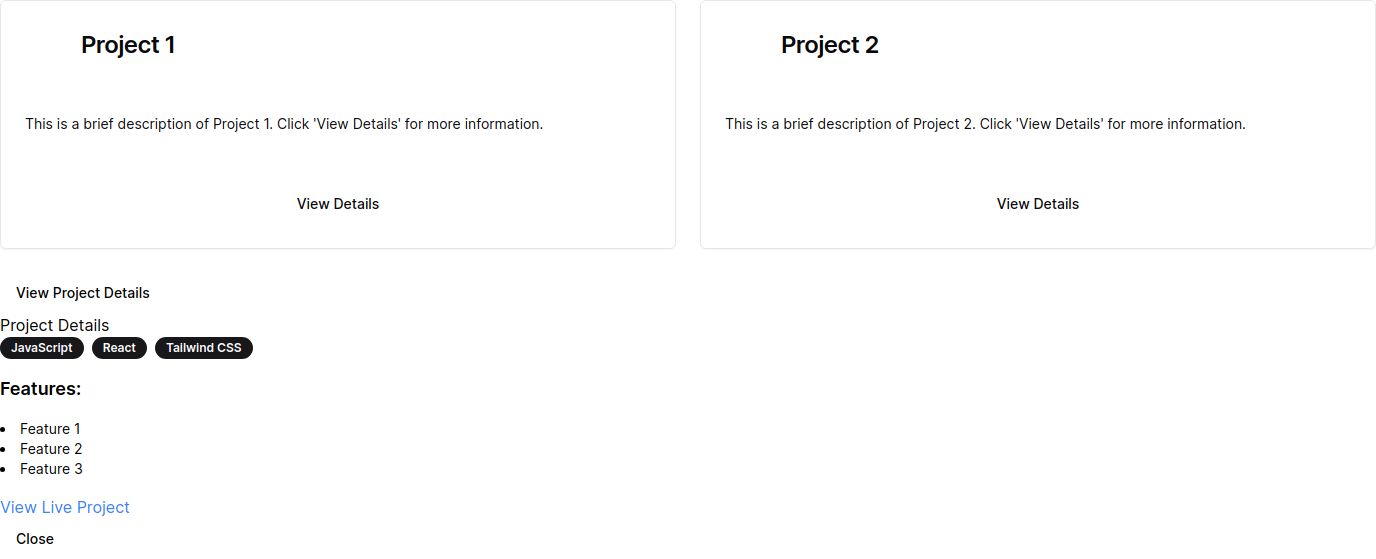 Project 1
This is a brief description of Project 1. Click 'View Details' for more information.
View Details
Project 2
This is a brief description of Project 2. Click 'View Details' for more information.
View Details
View Project Details
Project Details
JavaScript React Tailwind CSS
Features:
Feature 1
Feature 2
Feature 3
View Live Project
Close